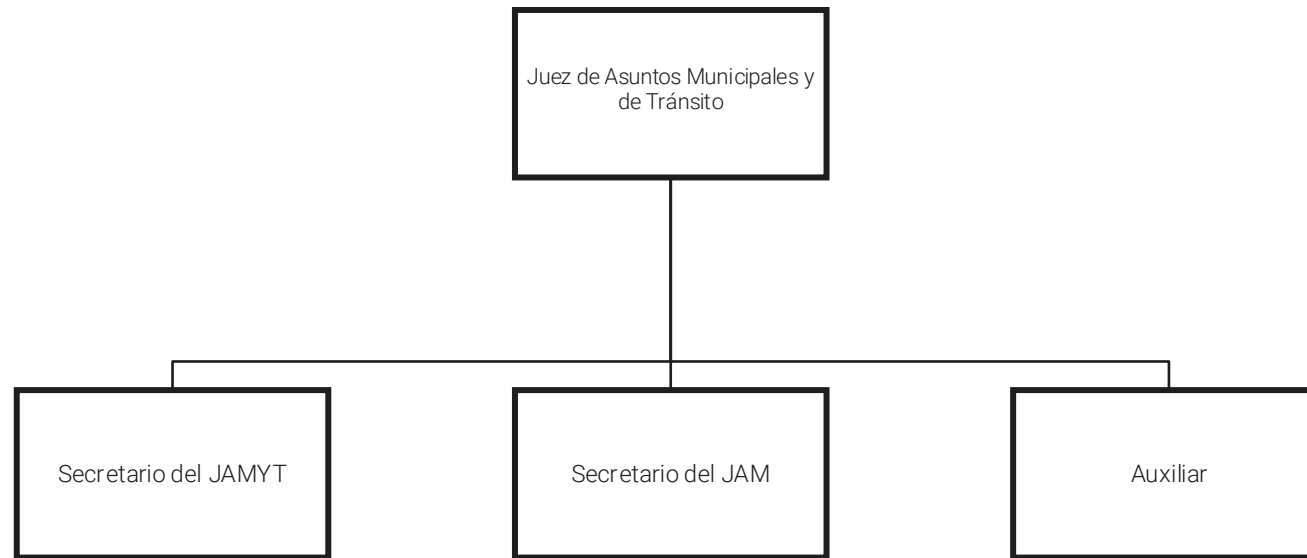 Juez de Asuntos Municipales y
de Tránsito
Secretario del JAMYT
Secretario del JAM
Auxiliar